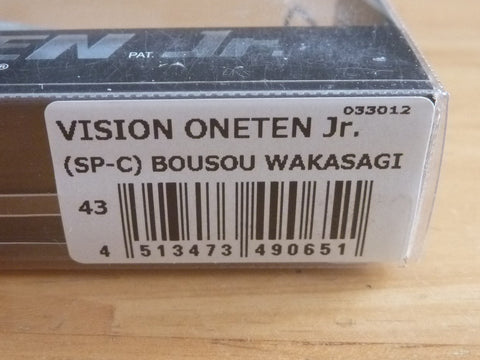 EN PAT. Jr.
®
033012
VISION ONETEN Jr.
(SP-C) BOUSOU WAKASAGI
43
4 513473 490651